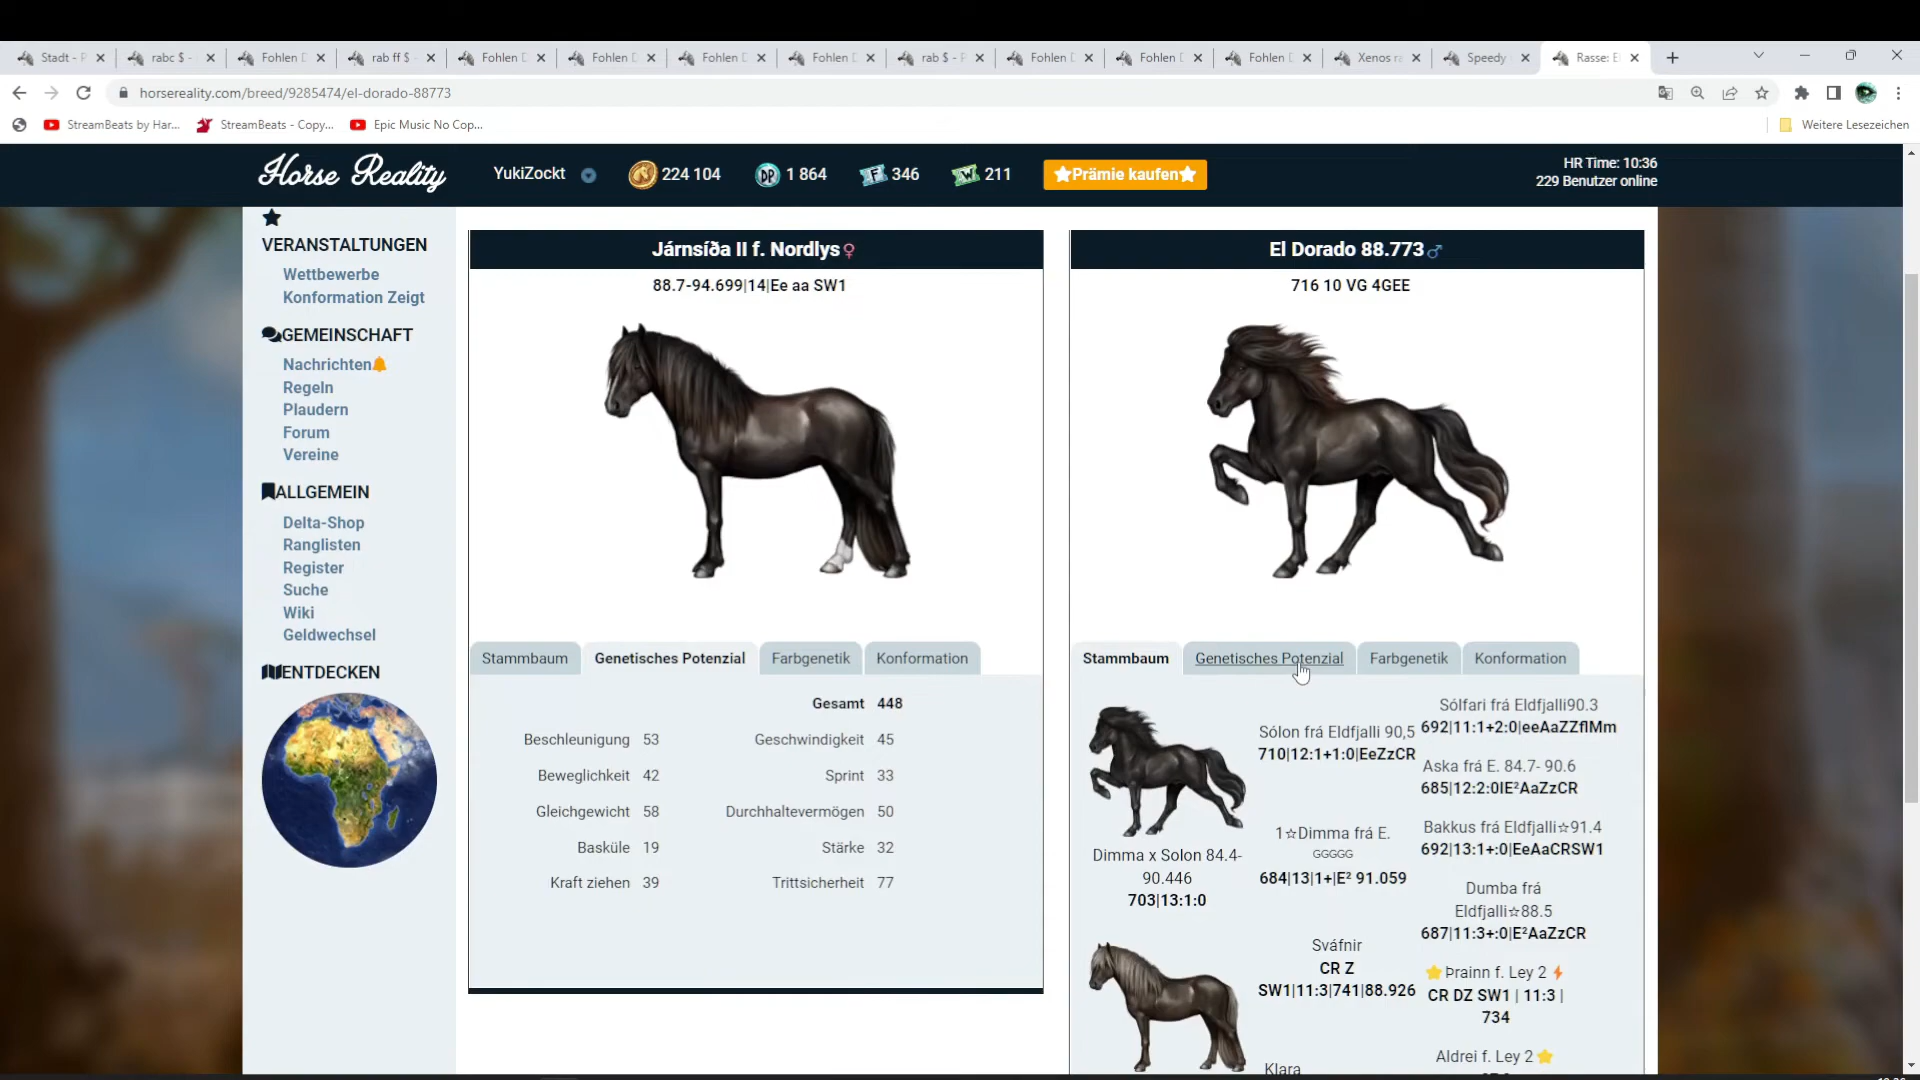 Stadt - P
rabc $ -
Fohlen D
rab ff $ -
Fohlen D
Fohlen D
Fohlen D
Fohlen D
rab $ - P
Fohlen D
Fohlen D
Fohlen D
Xenos ra
Speedy
Rasse: El
horsereality.com/breed/9285474/el-dorado-88773
StreamBeats by Har...
StreamBeats - Copy...
Epic Music No Cop...
Weitere Lesezeichen
Horse Reality
YukiZockt
224 104
DP
1 864
F
346
W
211
Prämie kaufen
HR Time: 10:36
229 Benutzer online
VERANSTALTUNGEN
Wettbewerbe
Konformation Zeigt
GEMEINSCHAFT
Nachrichten
Regeln
Plaudern
Forum
Vereine
ALLGEMEIN
Delta-Shop
Ranglisten
Register
Suche
Wiki
Geldwechsel
ENTDECKEN
Járnsíða II f. Nordlys♀
88.7-94.699|14|Ee aa SW1
Stammbaum
Genetisches Potenzial
Farbgenetik
Konformation
Gesamt 448
Beschleunigung 53
Geschwindigkeit 45
Beweglichkeit 42
Sprint 33
Gleichgewicht 58
Durchhaltevermögen 50
Basküle 19
Stärke 32
Kraft ziehen 39
Trittsicherheit 77
El Dorado 88.773♂
716 10 VG 4GEE
Stammbaum
Genetisches Potenzial
Farbgenetik
Konformation
Dimma x Solon 84.4-
90.446
703|13:1:0
Sólon frá Eldfjalli 90,5
710|12:1+1:0|EeZzCR
1☆Dimma frá E.
GGGGG
684|13|1+|E² 91.059
Sváfnir
CR Z
SW1|11:3|741|88.926
Klara
Sólfari frá Eldfjalli90.3
692|11:1+2:0|eeAaZZflMm
Aska frá E. 84.7- 90.6
685|12:2:0IE²AaZzCR
Bakkus frá Eldfjalli☆91.4
692|13:1+:0|EeAaCRSW1
Dumba frá
Eldfjalli☆88.5
687|11:3+:0|E²AaZzCR
⭐ Þrainn f. Ley 2 ⚡
CR DZ SW1 | 11:3 |
734
Aldrei f. Ley 2 ⭐